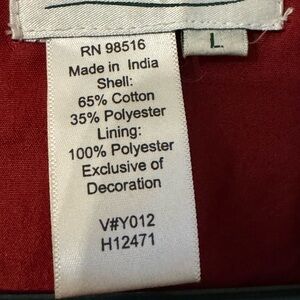 L
RN 98516
Made in India
Shell:
65% Cotton
35% Polyester
Lining:
100% Polyester
Exclusive of
Decoration
V#Y012
H12471